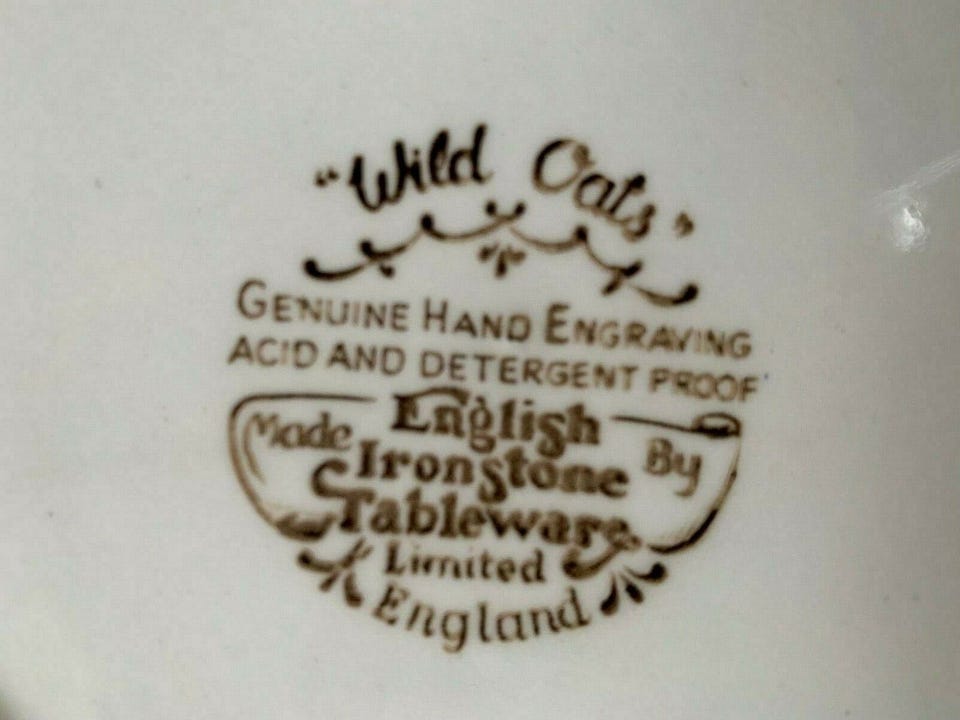 "Wild Oats"
GENUINE HAND ENGRAVING
ACID AND DETERGENT PROOF
Made English By
Ironstone
Tableware
Limited
England